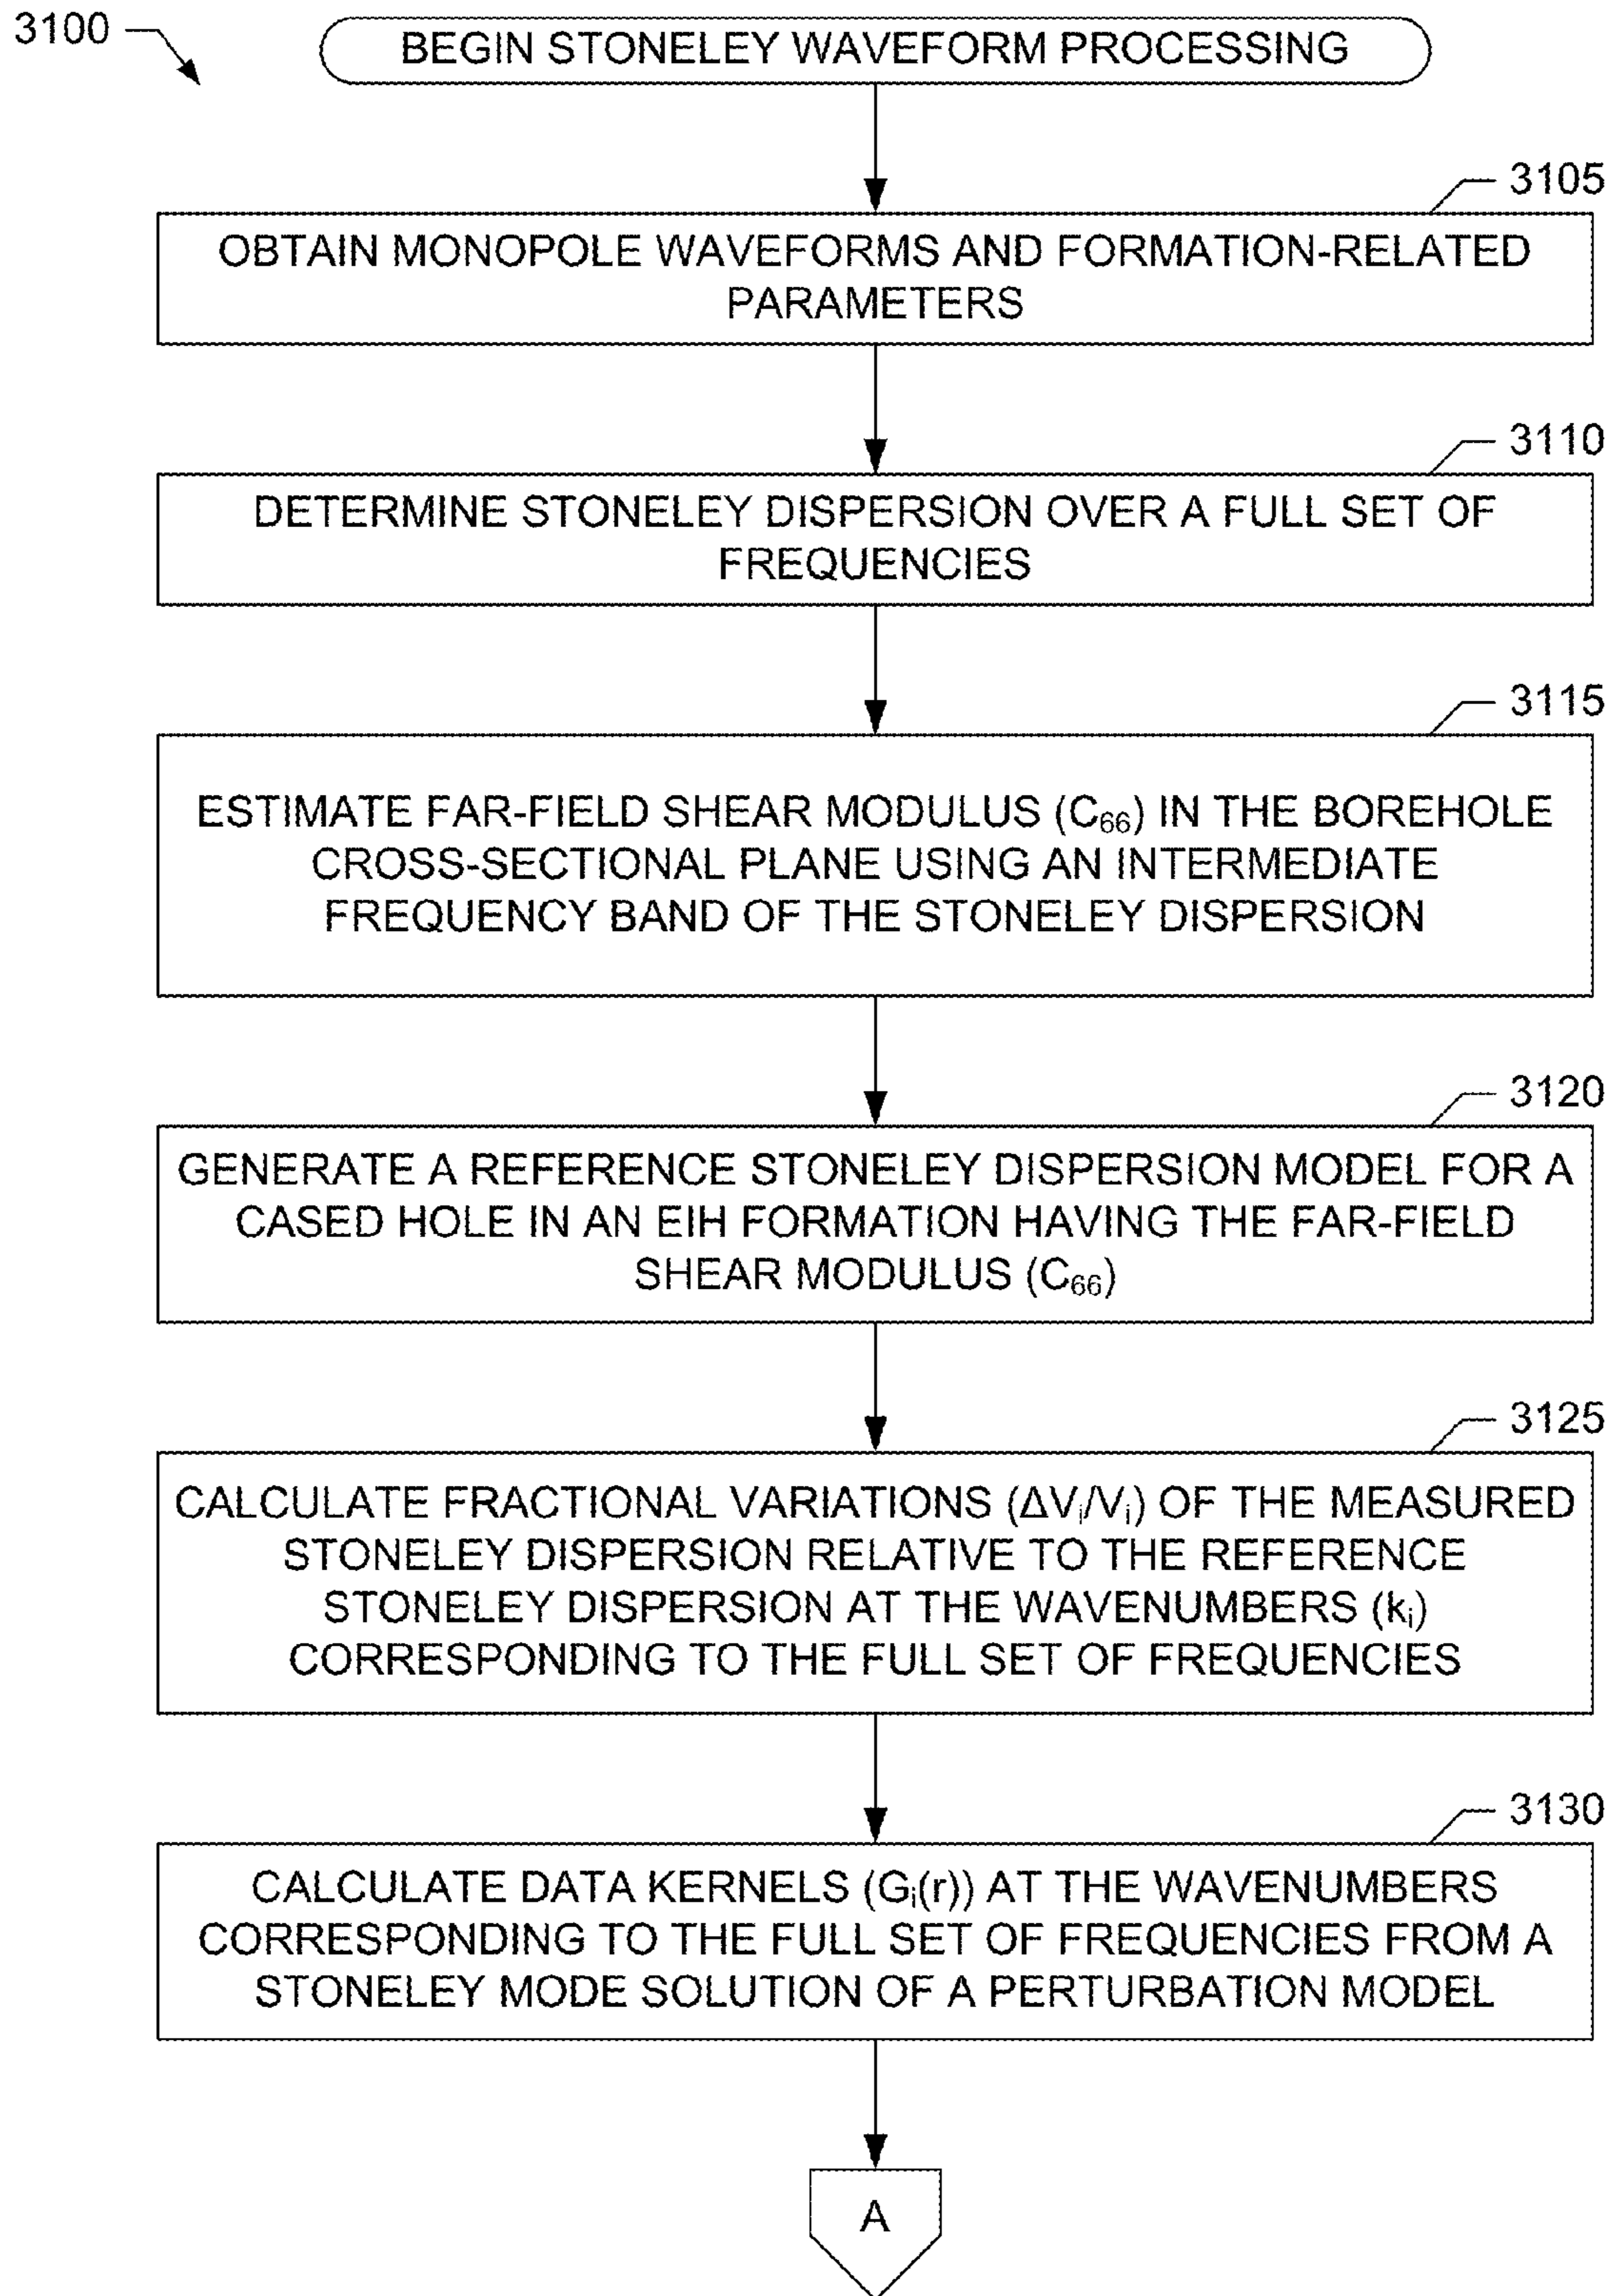 3100
BEGIN STONELEY WAVEFORM PROCESSING
3105
OBTAIN MONOPOLE WAVEFORMS AND FORMATION-RELATED
PARAMETERS
3110
DETERMINE STONELEY DISPERSION OVER A FULL SET OF
FREQUENCIES
3115
ESTIMATE FAR-FIELD SHEAR MODULUS (C₆₆) IN THE BOREHOLE
CROSS-SECTIONAL PLANE USING AN INTERMEDIATE
FREQUENCY BAND OF THE STONELEY DISPERSION
3120
GENERATE A REFERENCE STONELEY DISPERSION MODEL FOR A
CASED HOLE IN AN EIH FORMATION HAVING THE FAR-FIELD
SHEAR MODULUS (C₆₆)
3125
CALCULATE FRACTIONAL VARIATIONS (ΔVᵢ/Vᵢ) OF THE MEASURED
STONELEY DISPERSION RELATIVE TO THE REFERENCE
STONELEY DISPERSION AT THE WAVENUMBERS (kᵢ)
CORRESPONDING TO THE FULL SET OF FREQUENCIES
3130
CALCULATE DATA KERNELS (Gᵢ(r)) AT THE WAVENUMBERS
CORRESPONDING TO THE FULL SET OF FREQUENCIES FROM A
STONELEY MODE SOLUTION OF A PERTURBATION MODEL
A